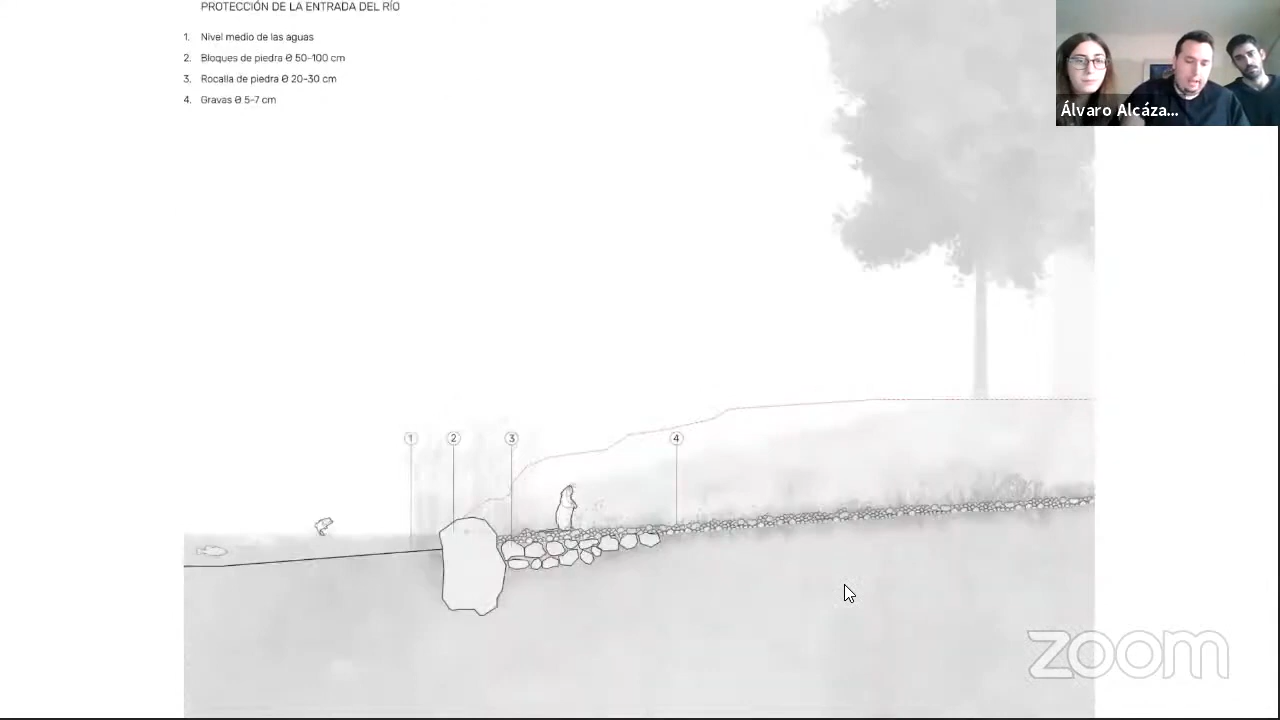 PROTECCIÓN DE LA ENTRADA DEL RÍO
1. Nivel medio de las aguas
2. Bloques de piedra Ø 50-100 cm
3. Rocalla de piedra Ø 20-30 cm
4. Gravas Ø 5-7 cm
Álvaro Alcáza...
1 2 3 4
zoom